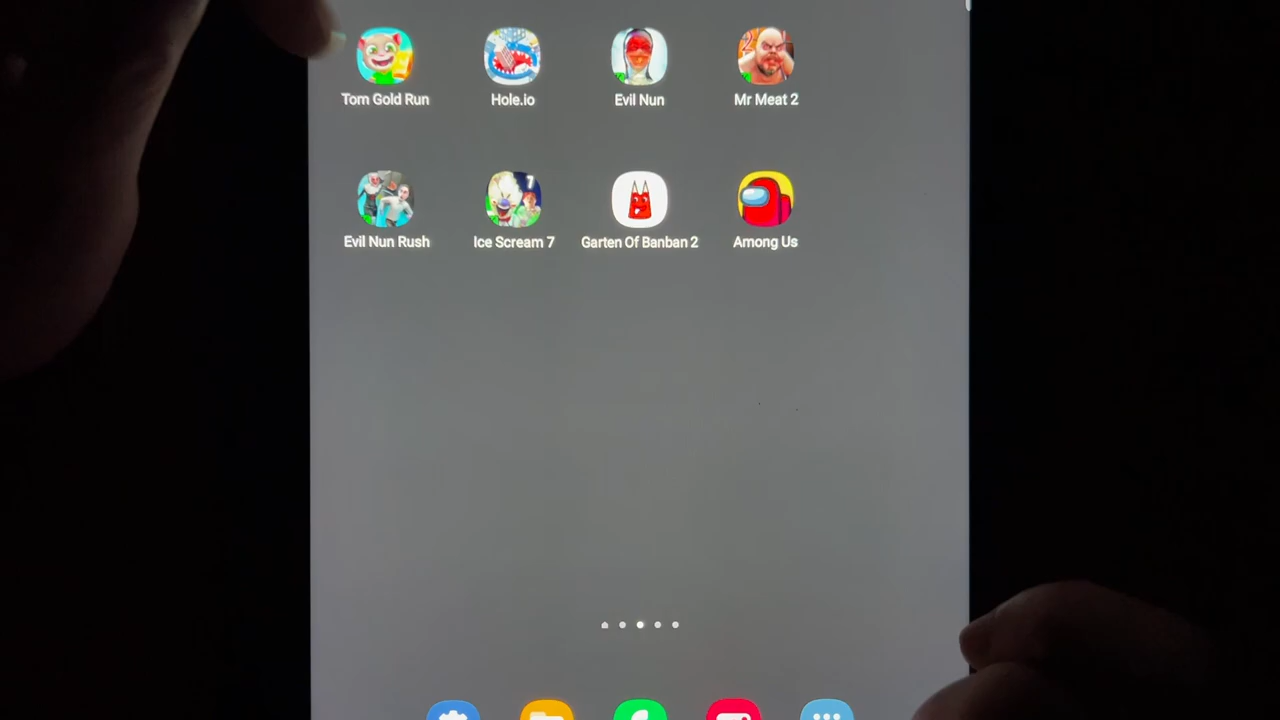 Tom Gold Run
Hole.io
Evil Nun
Mr Meat 2
Evil Nun Rush
Ice Scream 7
Garten Of Banban 2
Among Us